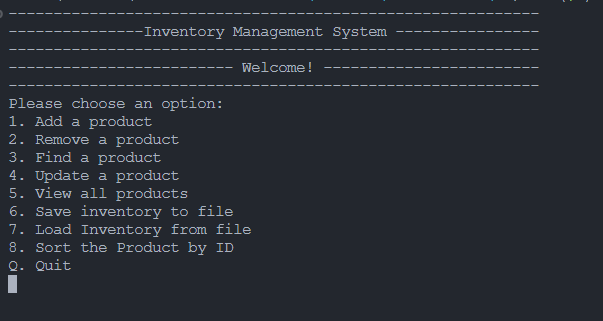 -----------------------------------------------------------
---------------Inventory Management System ----------------
-----------------------------------------------------------
------------------------- Welcome! ------------------------
-----------------------------------------------------------
Please choose an option:
1. Add a product
2. Remove a product
3. Find a product
4. Update a product
5. View all products
6. Save inventory to file
7. Load Inventory from file
8. Sort the Product by ID
Q. Quit